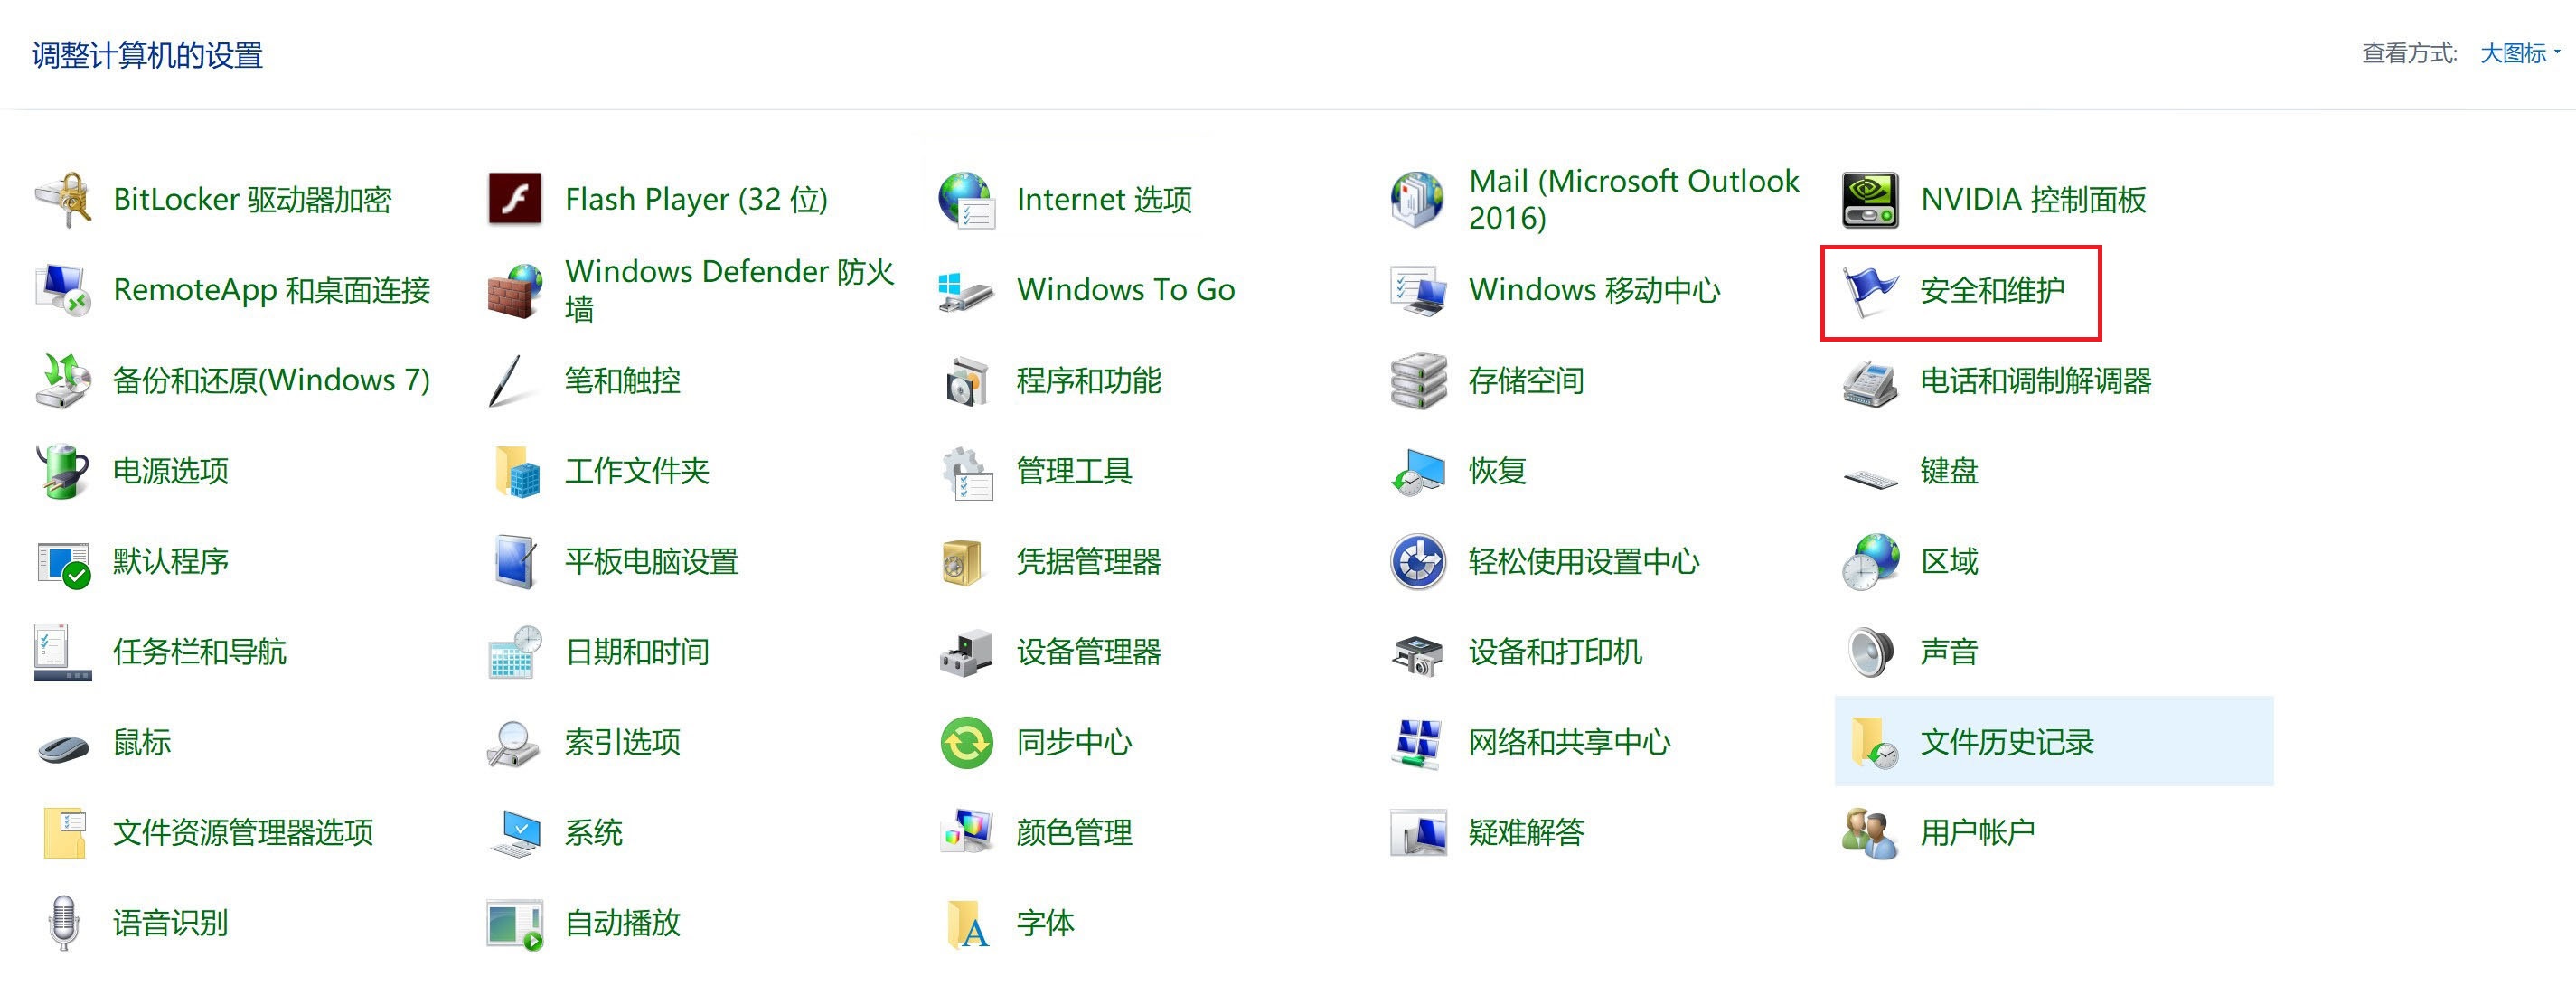 调整计算机的设置
查看方式: 大图标
BitLocker 驱动器加密
Flash Player (32 位)
Internet 选项
Mail (Microsoft Outlook
2016)
NVIDIA 控制面板
RemoteApp 和桌面连接
Windows Defender 防火
墙
Windows To Go
Windows 移动中心
安全和维护
备份和还原(Windows 7)
笔和触控
程序和功能
存储空间
电话和调制解调器
电源选项
工作文件夹
管理工具
恢复
键盘
默认程序
平板电脑设置
凭据管理器
轻松使用设置中心
区域
任务栏和导航
日期和时间
设备管理器
设备和打印机
声音
鼠标
索引选项
同步中心
网络和共享中心
文件历史记录
文件资源管理器选项
系统
颜色管理
疑难解答
用户帐户
语音识别
自动播放
字体